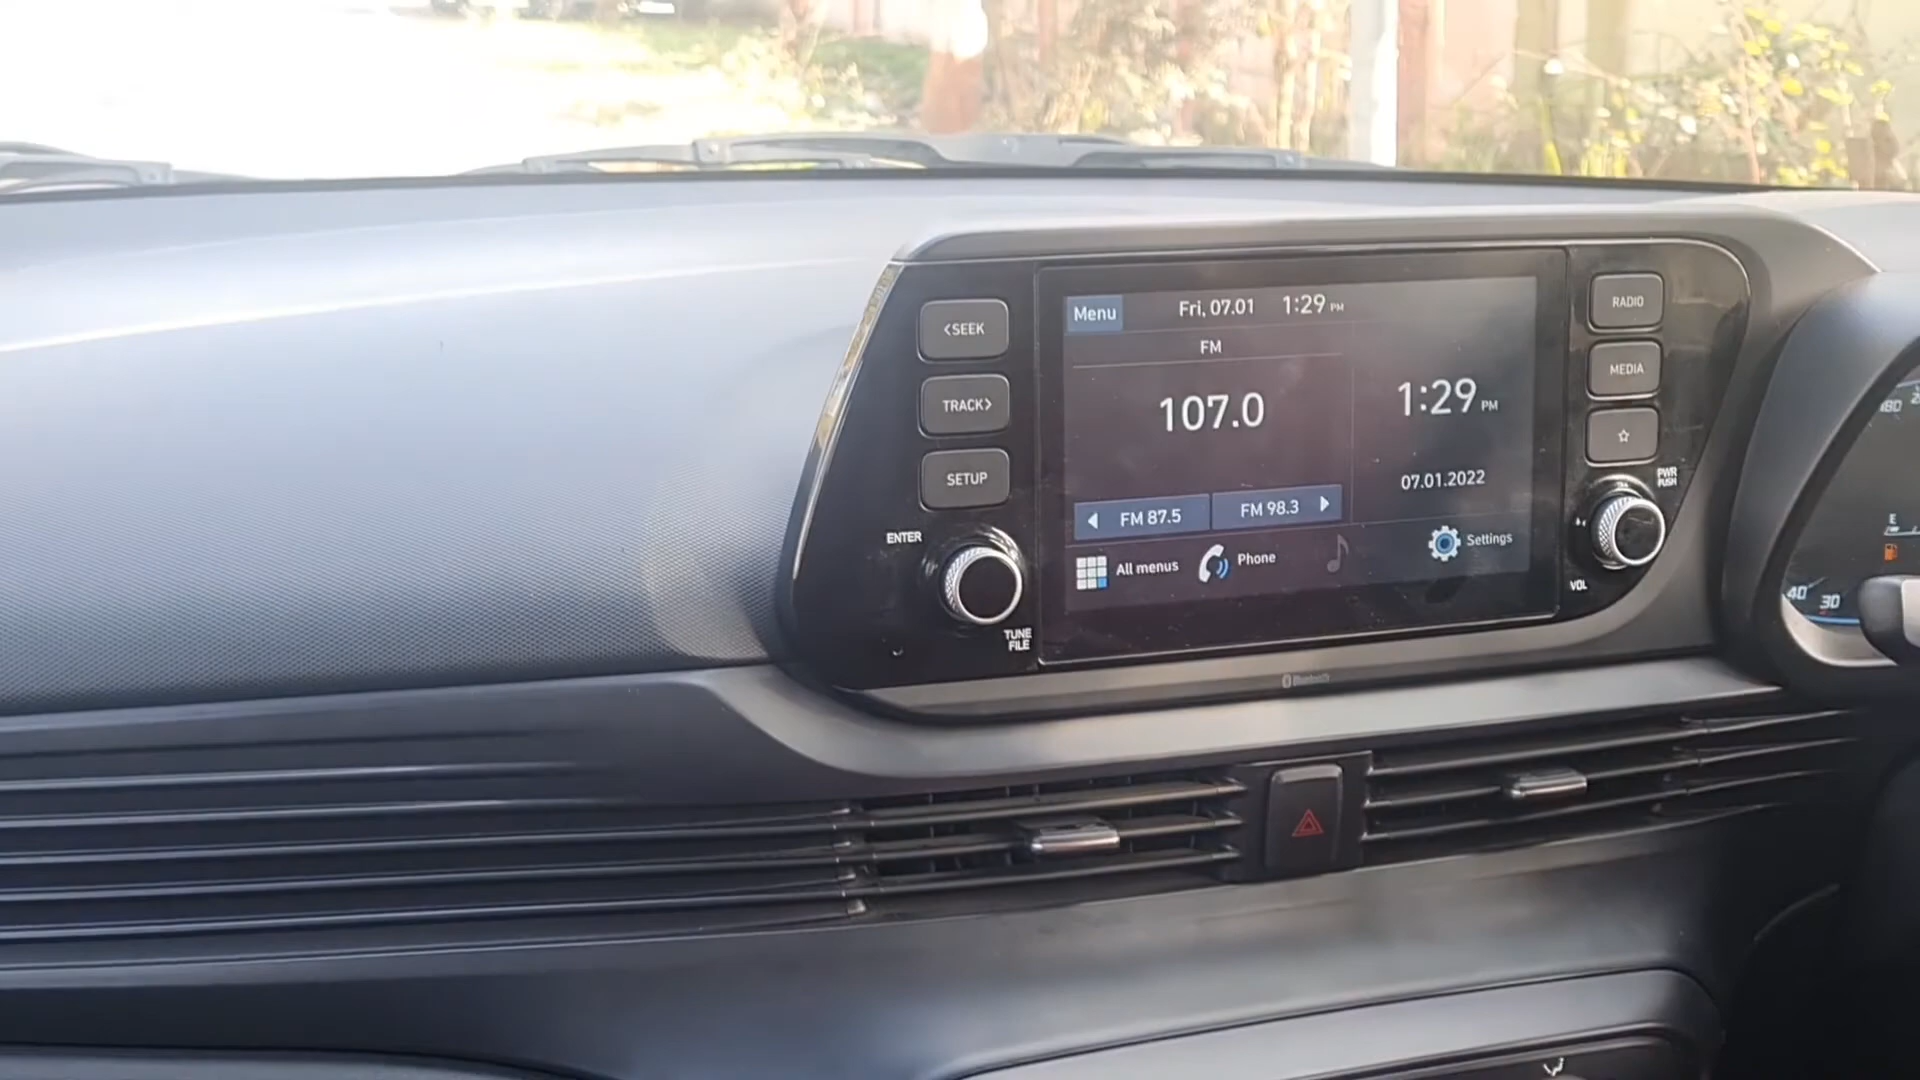 <SEEK
TRACK>
SETUP
ENTER
TUNE
FILE
Menu
Fri, 07.01 1:29 PM
FM
107.0
1:29 PM
07.01.2022
FM 87.5
FM 98.3
All menus
Phone
Settings
RADIO
MEDIA
PWR
PUSH
VOL
Bluetooth
180
E
40
30